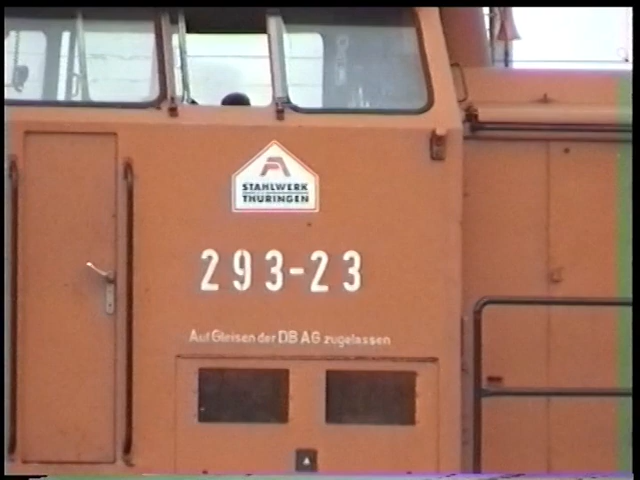 STAHLWERK
THÜRINGEN
293-23
Auf Gleisen der DB AG zugelassen